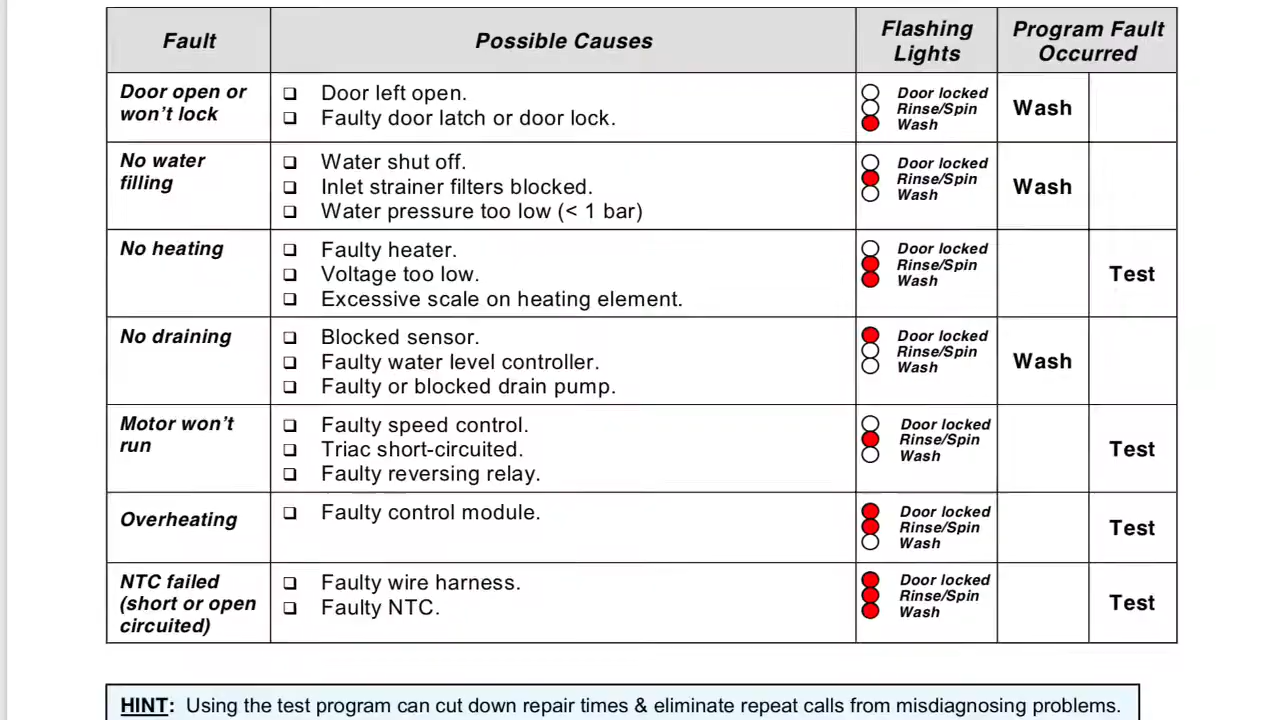 Fault
Possible Causes
Flashing
Lights
Program Fault
Occurred
Door open or
won't lock
❏ Door left open.
❏ Faulty door latch or door lock.
Door locked
Rinse/Spin
Wash
Wash
No water
filling
❏ Water shut off.
❏ Inlet strainer filters blocked.
❏ Water pressure too low (< 1 bar)
Door locked
Rinse/Spin
Wash
Wash
No heating
❏ Faulty heater.
❏ Voltage too low.
❏ Excessive scale on heating element.
Door locked
Rinse/Spin
Wash
Test
No draining
❏ Blocked sensor.
❏ Faulty water level controller.
❏ Faulty or blocked drain pump.
Door locked
Rinse/Spin
Wash
Wash
Motor won't
run
❏ Faulty speed control.
❏ Triac short-circuited.
❏ Faulty reversing relay.
Door locked
Rinse/Spin
Wash
Test
Overheating
❏ Faulty control module.
Door locked
Rinse/Spin
Wash
Test
NTC failed
(short or open
circuited)
❏ Faulty wire harness.
❏ Faulty NTC.
Door locked
Rinse/Spin
Wash
Test
HINT: Using the test program can cut down repair times & eliminate repeat calls from misdiagnosing problems.